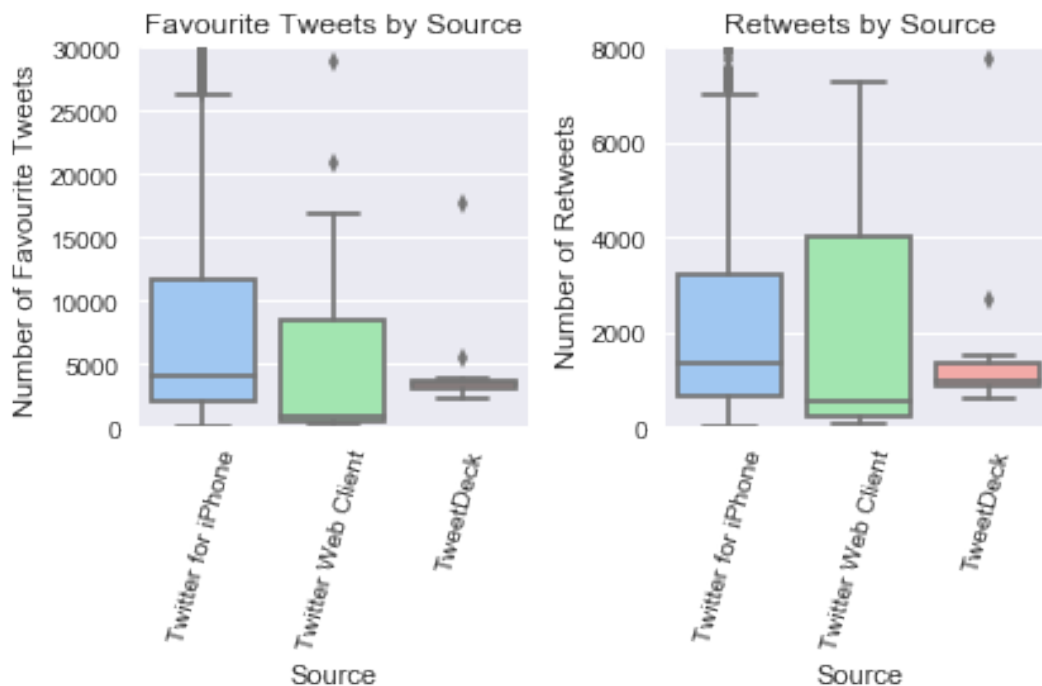 Favourite Tweets by Source
Number of Favourite Tweets
30000
25000
20000
15000
10000
5000
0
Twitter for iPhone
Twitter Web Client
TweetDeck
Source
Retweets by Source
Number of Retweets
8000
6000
4000
2000
0
Twitter for iPhone
Twitter Web Client
TweetDeck
Source